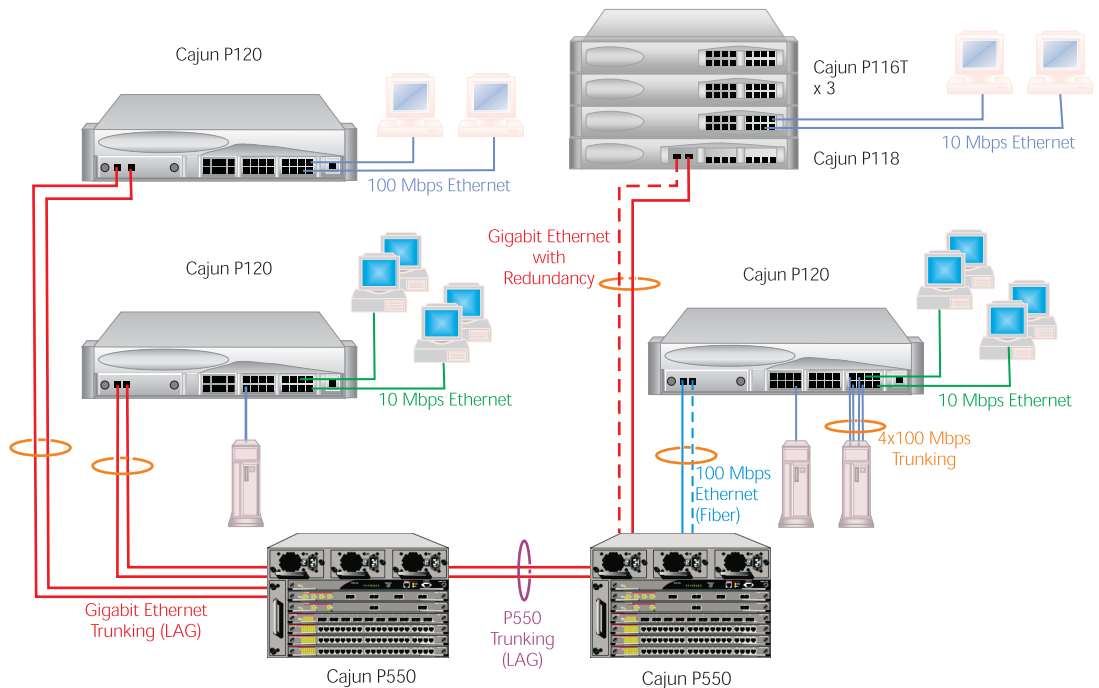 Cajun P120
Cajun P116T
x 3
10 Mbps Ethernet
Cajun P118
100 Mbps Ethernet
Gigabit Ethernet
with
Redundancy
Cajun P120
Cajun P120
10 Mbps Ethernet
10 Mbps Ethernet
4x100 Mbps
Trunking
100 Mbps
Ethernet
(Fiber)
Gigabit Ethernet
Trunking (LAG)
P550
Trunking
(LAG)
Cajun P550
Cajun P550